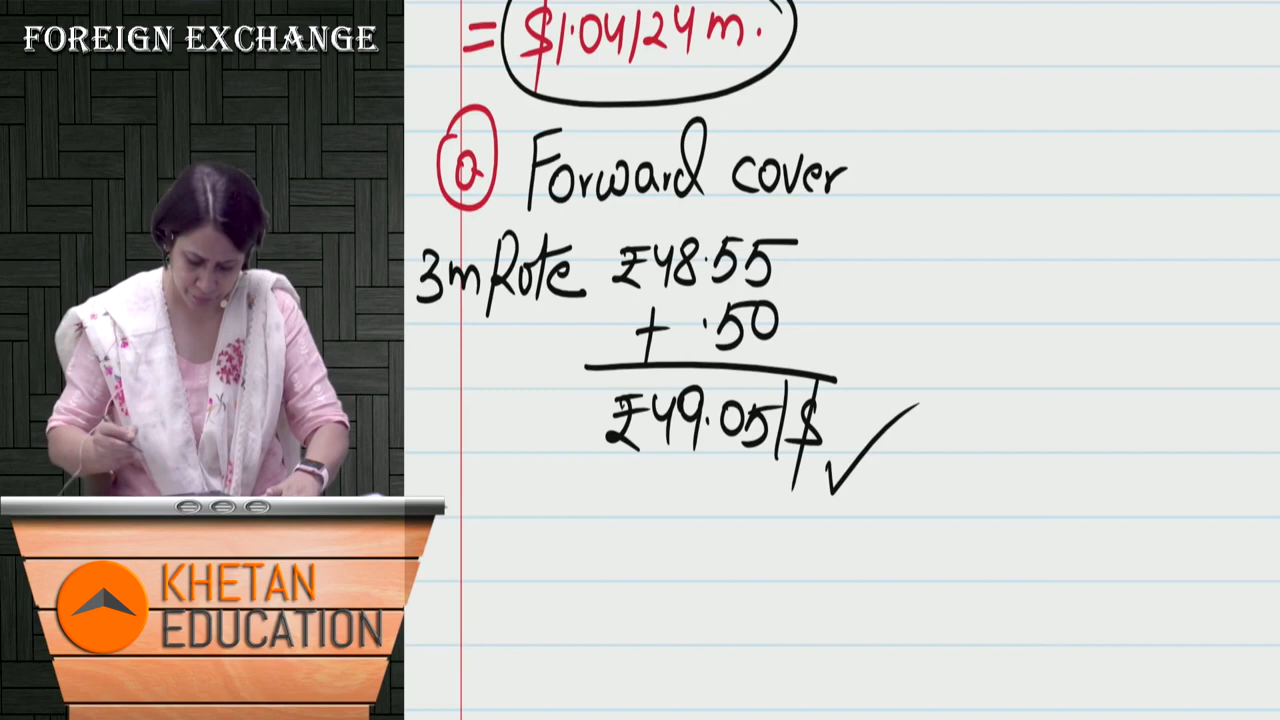 FOREIGN EXCHANGE
= $1.04124 m.
a Forward cover
3m Rate ₹48.55
+ .50
₹49.05/$
KHETAN
EDUCATION